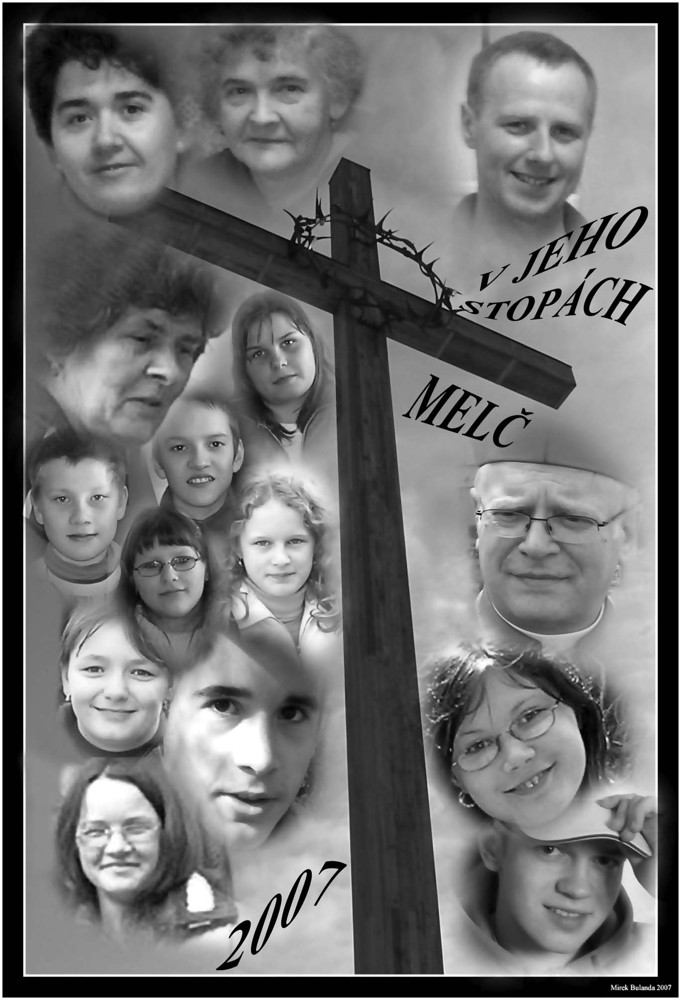 V JEHO
STOPÁCH
MELČ
2007
Mirek Bulanda 2007